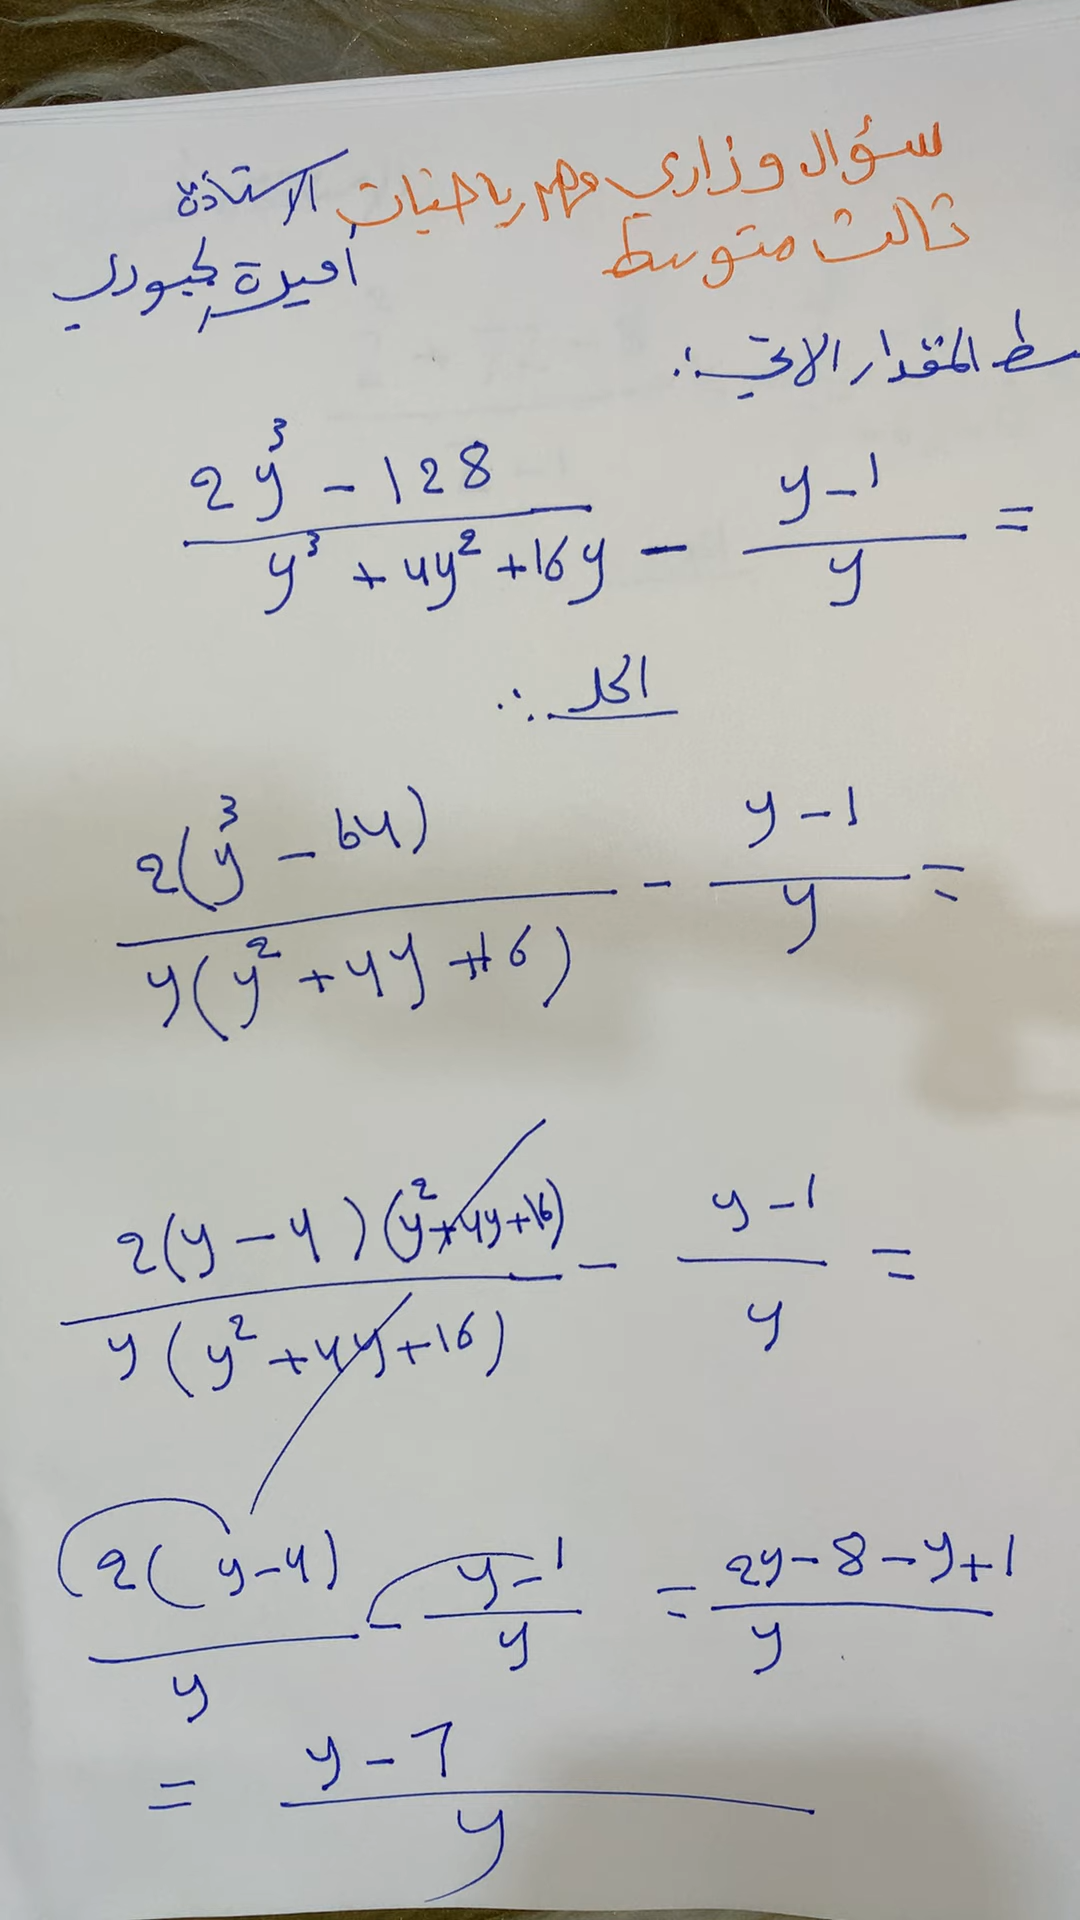 سؤال وزاري مهم رياضيات الاستاذة
ثالث متوسط أميرة الجبوري
سط المقدار الاتي :.
2y³ - 128 / y³ + 4y² + 16y - y - 1 / y =
الحل :.
2(y³ - 64) / y(y² + 4y + 16) - y - 1 / y =
2(y - 4)(y² + 4y + 16) / y(y² + 4y + 16) - y - 1 / y =
2(y - 4) / y - y - 1 / y = 2y - 8 - y + 1 / y
= y - 7 / y